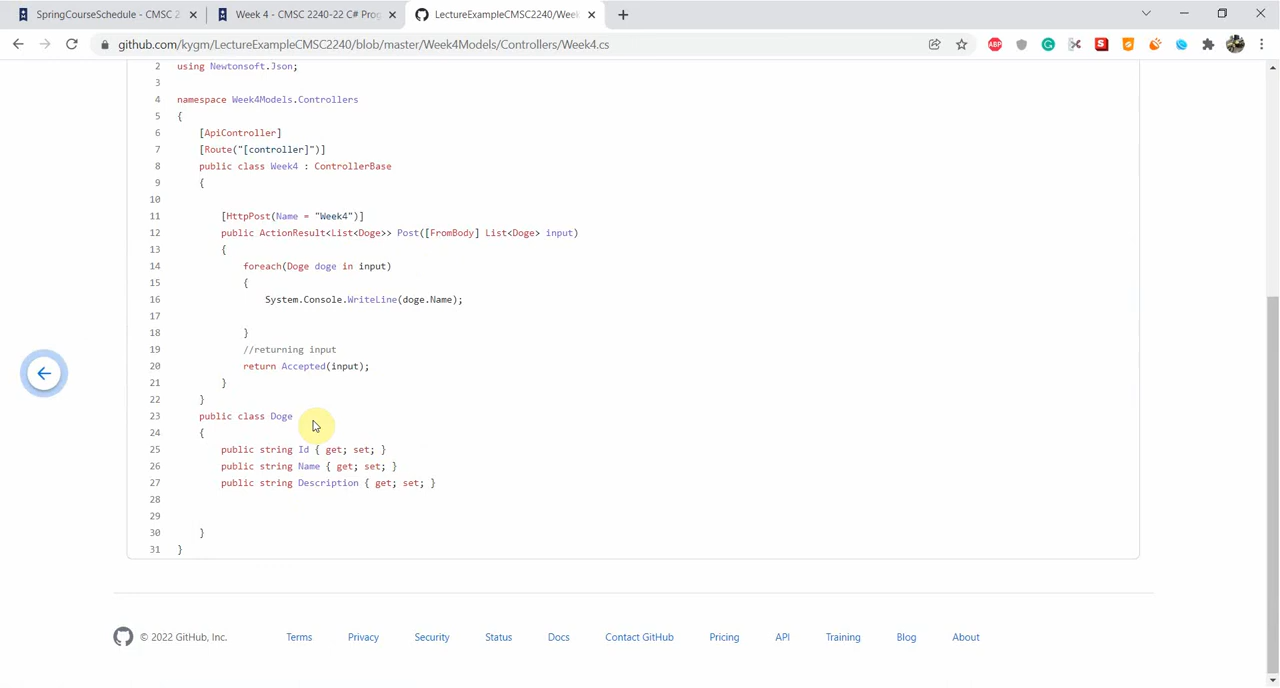 SpringCourseSchedule - CMSC 2
Week 4 - CMSC 2240-22 C# Prog
LectureExampleCMSC2240/Week
github.com/kygm/LectureExampleCMSC2240/blob/master/Week4Models/Controllers/Week4.cs
ABP
2 using Newtonsoft.Json;
3
4 namespace Week4Models.Controllers
5 {
6 [ApiController]
7 [Route("[controller]")]
8 public class Week4 : ControllerBase
9 {
10
11 [HttpPost(Name = "Week4")]
12 public ActionResult<List<Doge>> Post([FromBody] List<Doge> input)
13 {
14 foreach(Doge doge in input)
15 {
16 System.Console.WriteLine(doge.Name);
17
18 }
19 //returning input
20 return Accepted(input);
21 }
22 }
23 public class Doge
24 {
25 public string Id { get; set; }
26 public string Name { get; set; }
27 public string Description { get; set; }
28
29
30 }
31 }
© 2022 GitHub, Inc. Terms Privacy Security Status Docs Contact GitHub Pricing API Training Blog About